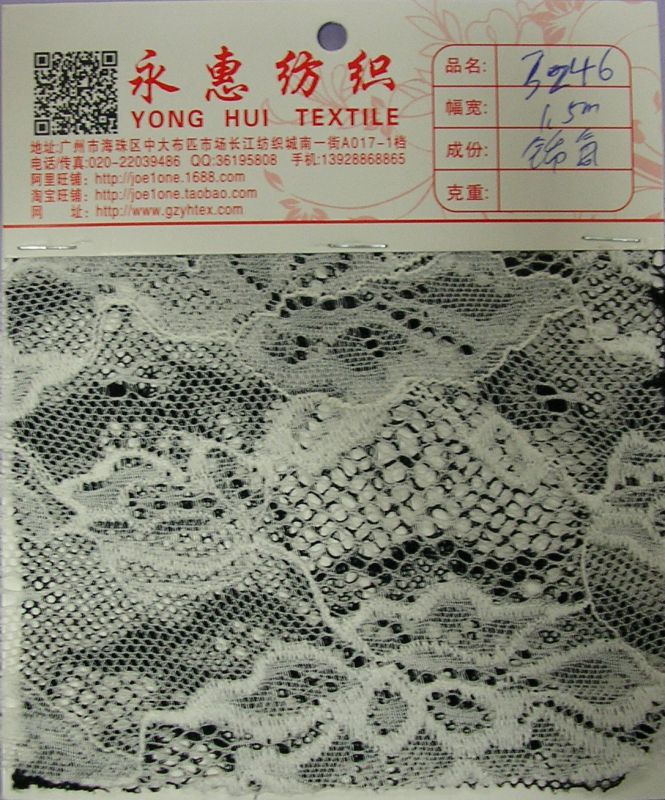 永惠纺织
YONG HUI TEXTILE
地址:广州市海珠区中大布匹市场长江纺织城南一街A017-1档
电话/传真:020-22039486 QQ:36195808 手机:13928868865
阿里旺铺: http://joe1one.1688.com
淘宝旺铺: http://joe1one.taobao.com
网 址: http://www.gzyhtex.com
品名: 3246
幅宽: 1.5m
成份:
克重: